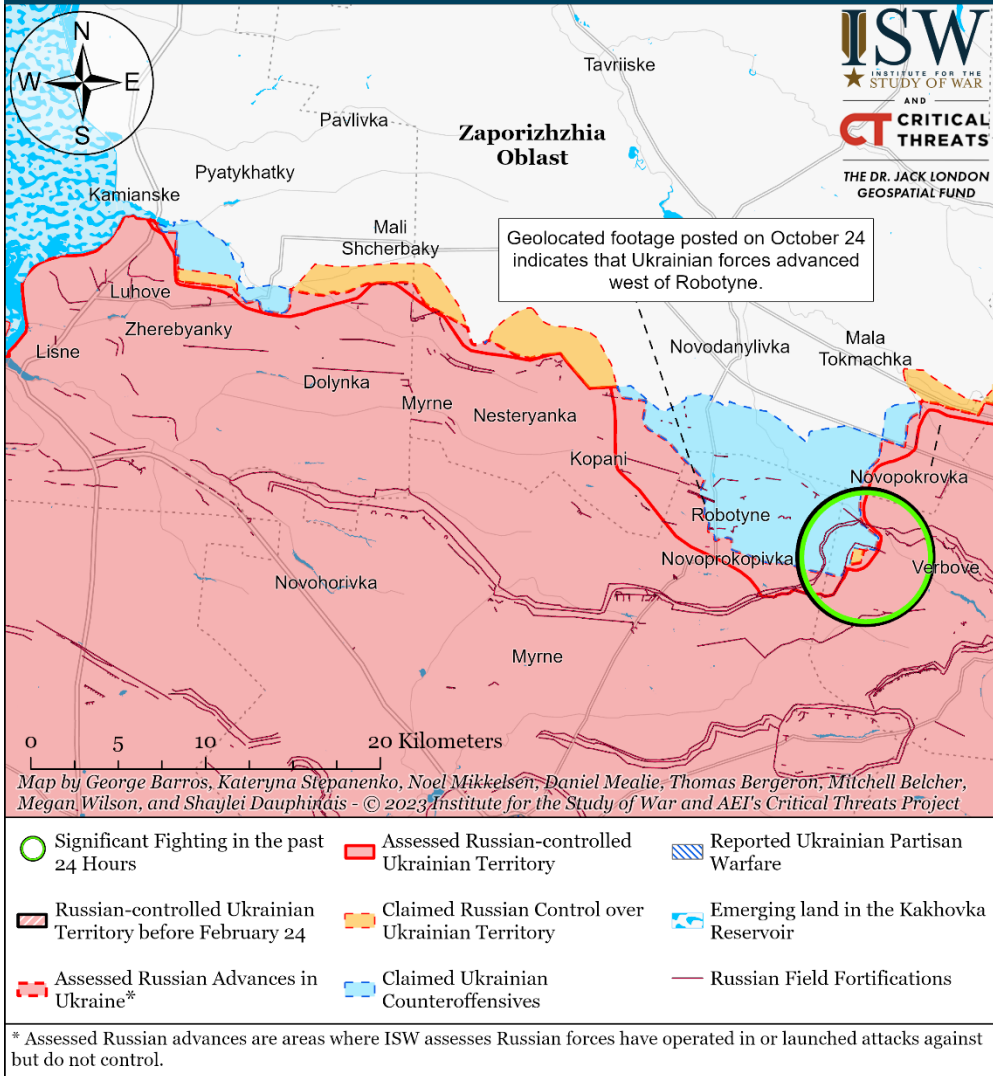 N
W E
S
ISW
INSTITUTE FOR THE
STUDY OF WAR
AND
CT CRITICAL
THREATS
THE DR. JACK LONDON
GEOSPATIAL FUND
Tavriiske
Pavlivka
Zaporizhzhia
Oblast
Pyatykhatky
Kamianske
Mali
Shcherbaky
Geolocated footage posted on October 24
indicates that Ukrainian forces advanced
west of Robotyne.
Luhove
Zherebyanky
Lisne
Novodanylivka
Mala
Tokmachka
Dolynka
Myrne
Nesteryanka
Kopani
Novopokrovka
Robotyne
Novoprokopivka
Verbove
Novohorivka
Myrne
0 5 10 20 Kilometers
Map by George Barros, Kateryna Stepanenko, Noel Mikkelsen, Daniel Mealie, Thomas Bergeron, Mitchell Belcher,
Megan Wilson, and Shaylei Dauphinais - © 2023 Institute for the Study of War and AEI's Critical Threats Project
Significant Fighting in the past
24 Hours
Assessed Russian-controlled
Ukrainian Territory
Reported Ukrainian Partisan
Warfare
Russian-controlled Ukrainian
Territory before February 24
Claimed Russian Control over
Ukrainian Territory
Emerging land in the Kakhovka
Reservoir
Assessed Russian Advances in
Ukraine*
Claimed Ukrainian
Counteroffensives
Russian Field Fortifications
* Assessed Russian advances are areas where ISW assesses Russian forces have operated in or launched attacks against
but do not control.